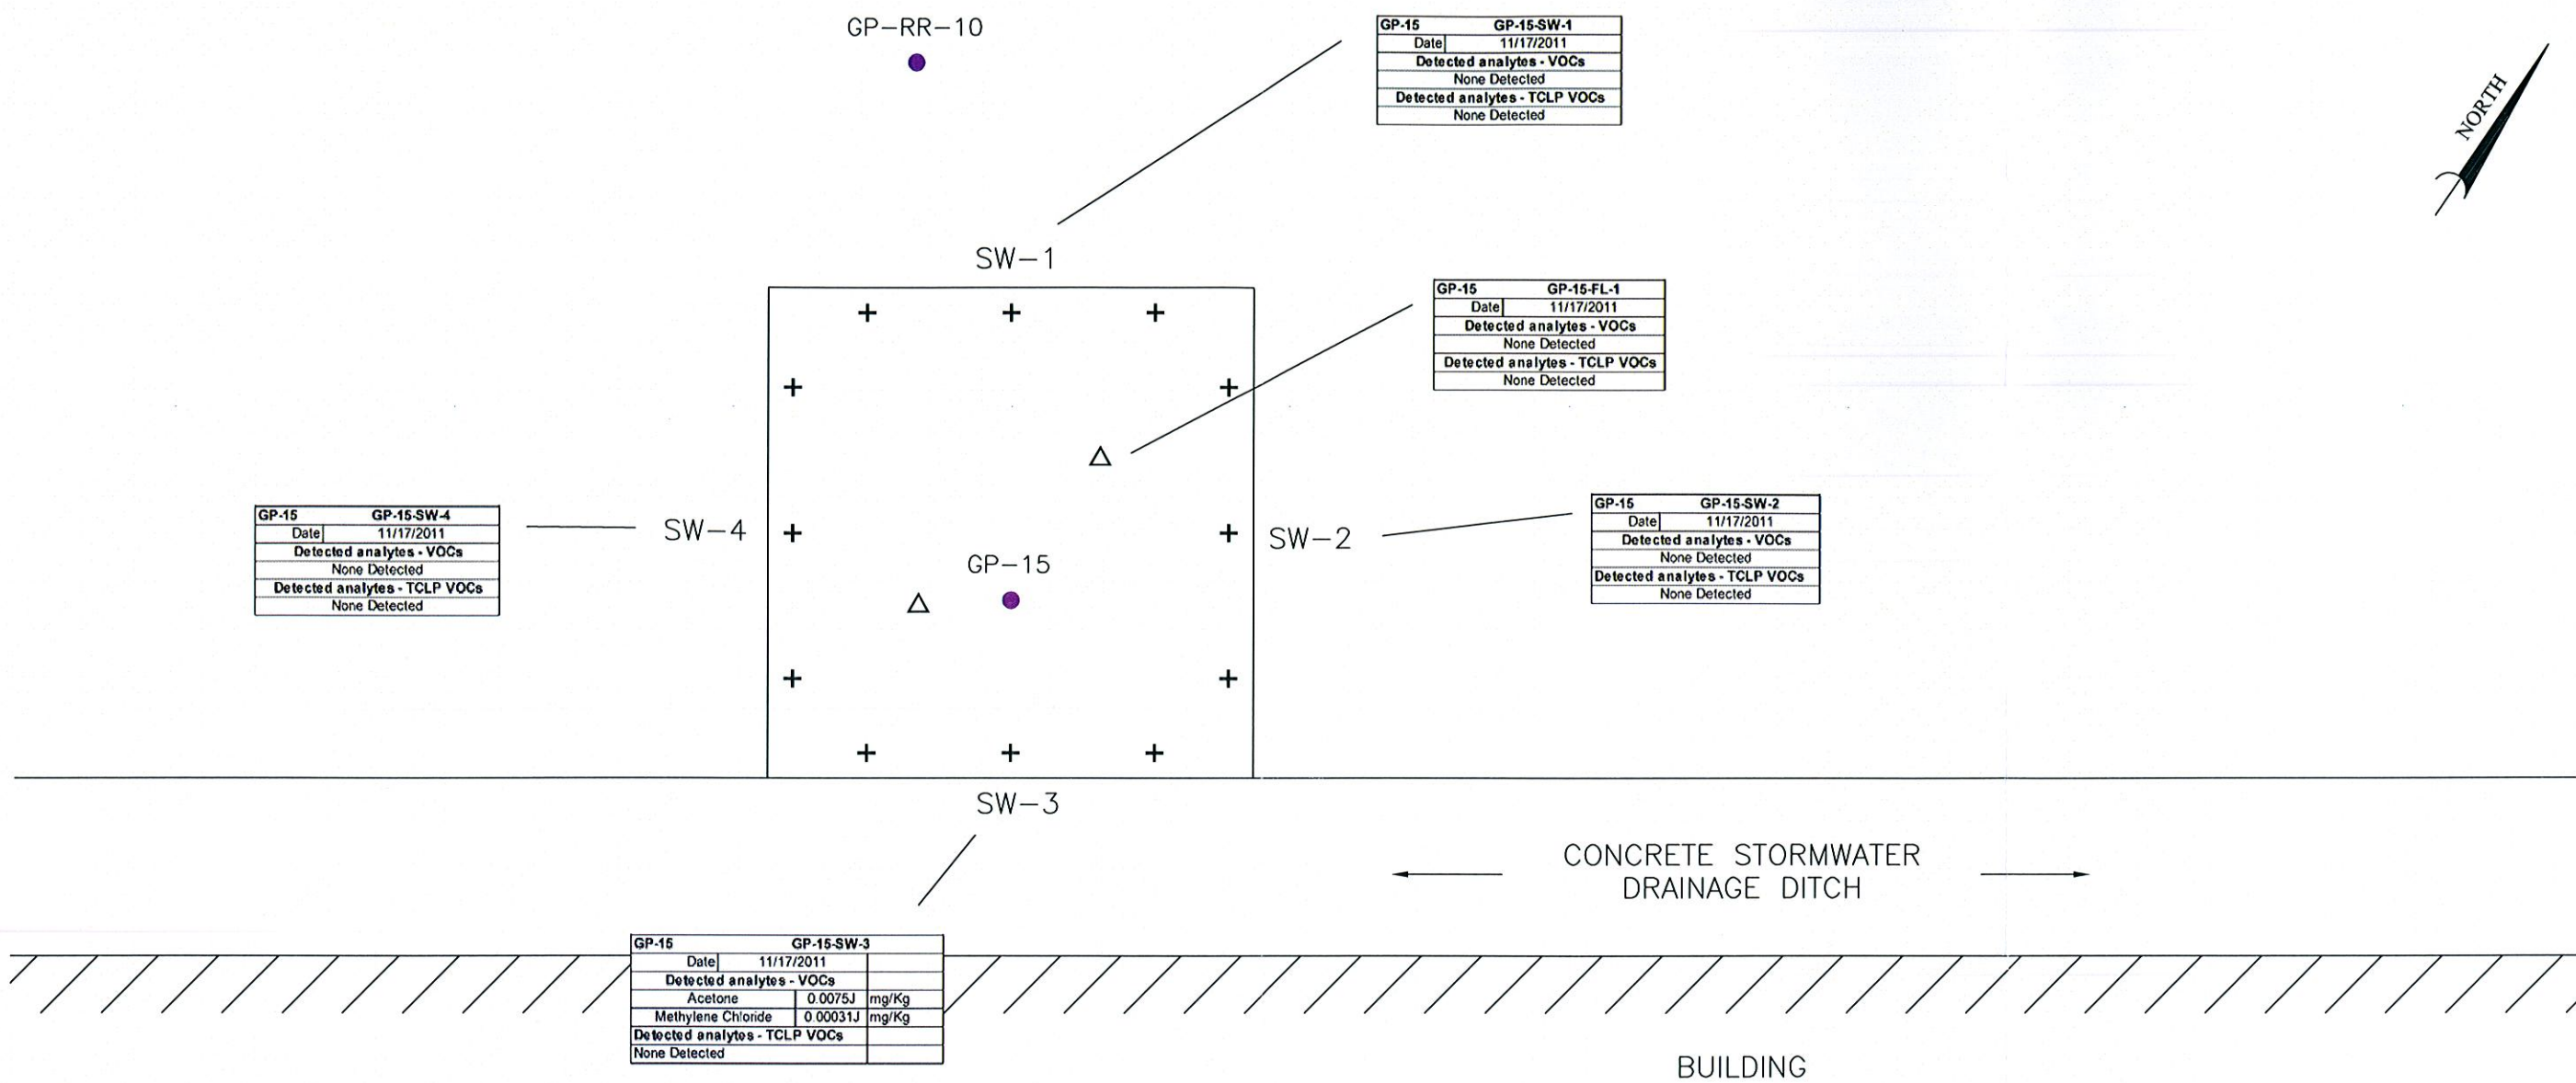 GP-RR-10
GP-15 GP-15-SW-1
Date 11/17/2011
Detected analytes - VOCs
None Detected
Detected analytes - TCLP VOCs
None Detected
NORTH
SW-1
GP-15 GP-15-FL-1
Date 11/17/2011
Detected analytes - VOCs
None Detected
Detected analytes - TCLP VOCs
None Detected
GP-15 GP-15-SW-4
Date 11/17/2011
Detected analytes - VOCs
None Detected
Detected analytes - TCLP VOCs
None Detected
SW-4
GP-15
SW-2
GP-15 GP-15-SW-2
Date 11/17/2011
Detected analytes - VOCs
None Detected
Detected analytes - TCLP VOCs
None Detected
SW-3
CONCRETE STORMWATER
DRAINAGE DITCH
GP-15 GP-15-SW-3
Date 11/17/2011
Detected analytes - VOCs
Acetone 0.0075J mg/Kg
Methylene Chloride 0.00031J mg/Kg
Detected analytes - TCLP VOCs
None Detected
BUILDING